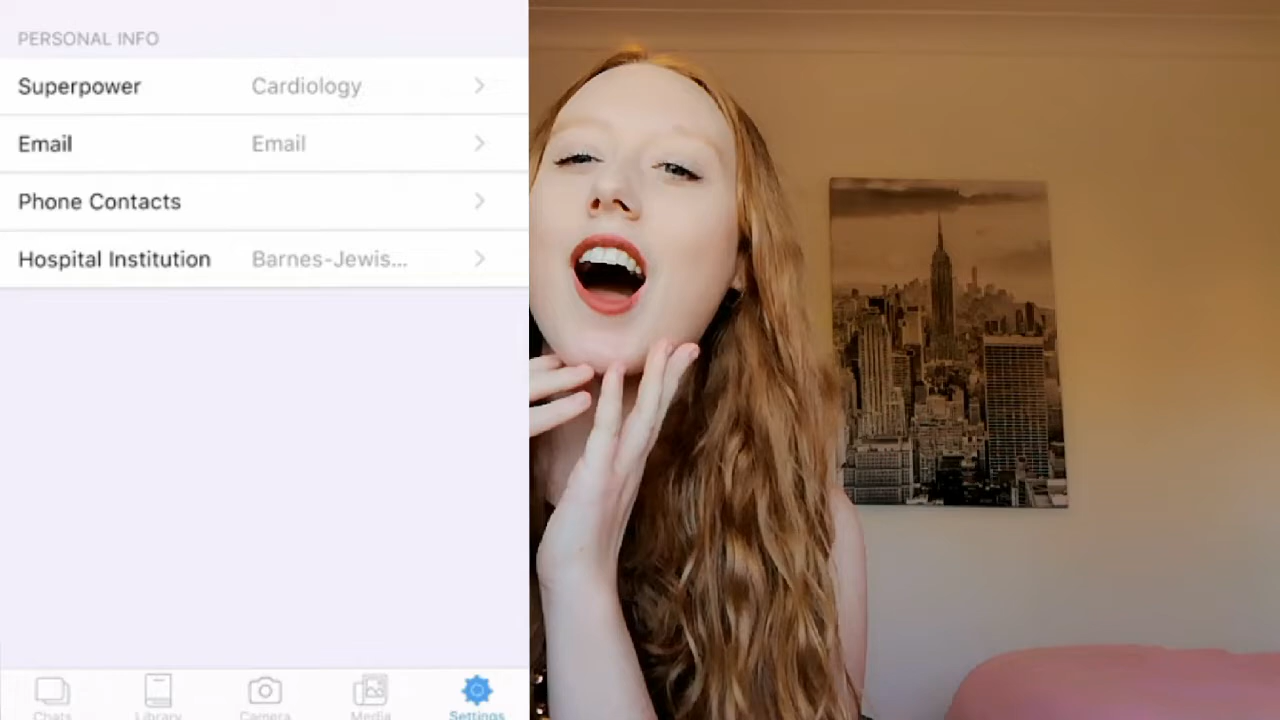 PERSONAL INFO
Superpower Cardiology
Email Email
Phone Contacts
Hospital Institution Barnes-Jewis...
Chats Library Camera Media Settings